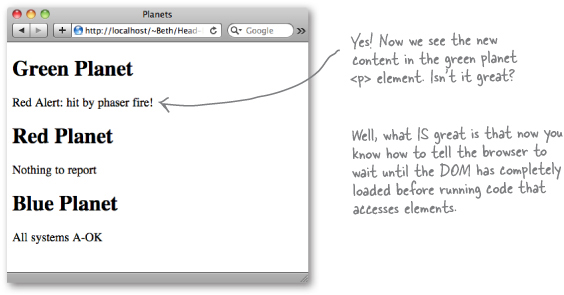 Planets
http://localhost/~Beth/Head-
Google
Green Planet
Red Alert: hit by phaser fire!
Red Planet
Nothing to report
Blue Planet
All systems A-OK
Yes! Now we see the new
content in the green planet
<p> element. Isn't it great?
Well, what IS great is that now you
know how to tell the browser to
wait until the DOM has completely
loaded before running code that
accesses elements.